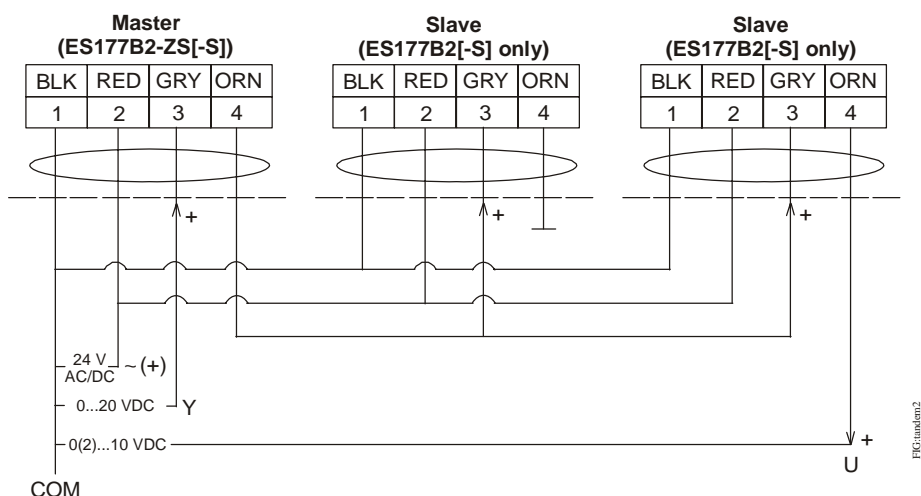 Master
(ES177B2-ZS[-S])
Slave
(ES177B2[-S] only)
Slave
(ES177B2[-S] only)
BLK RED GRY ORN
1 2 3 4
BLK RED GRY ORN
1 2 3 4
BLK RED GRY ORN
1 2 3 4
+
+
+
24 V
AC/DC
~ (+)
0...20 VDC
Y
0(2)...10 VDC
+
U
COM
FIG:tandem2